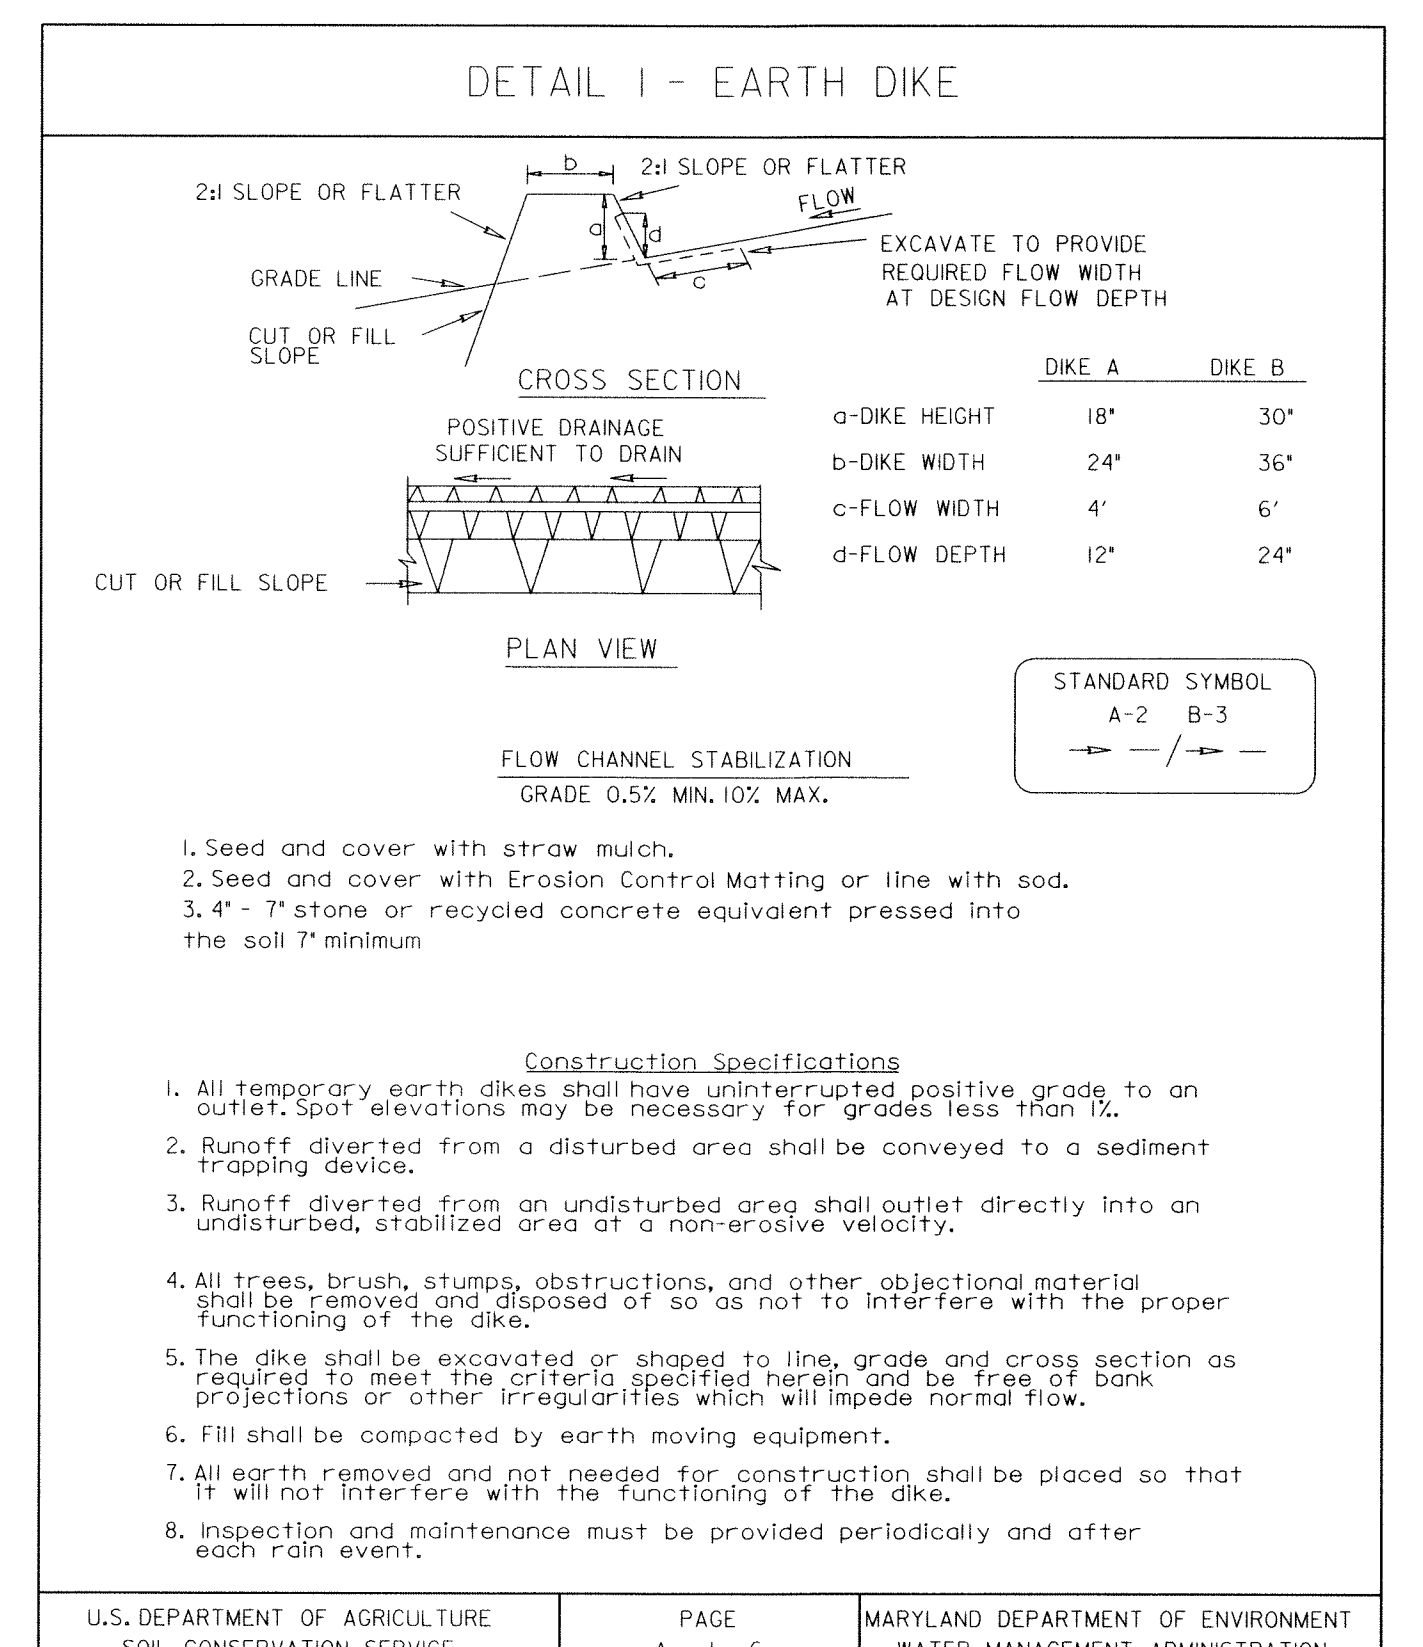 DETAIL 1 - EARTH DIKE
b
2:1 SLOPE OR FLATTER
2:1 SLOPE OR FLATTER
FLOW
a
d
EXCAVATE TO PROVIDE
REQUIRED FLOW WIDTH
AT DESIGN FLOW DEPTH
GRADE LINE
c
CUT OR FILL
SLOPE
CROSS SECTION
DIKE A DIKE B
a-DIKE HEIGHT 18" 30"
b-DIKE WIDTH 24" 36"
c-FLOW WIDTH 4' 6'
d-FLOW DEPTH 12" 24"
POSITIVE DRAINAGE
SUFFICIENT TO DRAIN
CUT OR FILL SLOPE
PLAN VIEW
STANDARD SYMBOL
A-2 B-3
FLOW CHANNEL STABILIZATION
GRADE 0.5% MIN. 10% MAX.
1. Seed and cover with straw mulch.
2. Seed and cover with Erosion Control Matting or line with sod.
3. 4" - 7" stone or recycled concrete equivalent pressed into
the soil 7" minimum
Construction Specifications
1. All temporary earth dikes shall have uninterrupted positive grade to an
outlet. Spot elevations may be necessary for grades less than 1%.
2. Runoff diverted from a disturbed area shall be conveyed to a sediment
trapping device.
3. Runoff diverted from an undisturbed area shall outlet directly into an
undisturbed, stabilized area at a non-erosive velocity.
4. All trees, brush, stumps, obstructions, and other objectional material
shall be removed and disposed of so as not to interfere with the proper
functioning of the dike.
5. The dike shall be excavated or shaped to line, grade and cross section as
required to meet the criteria specified herein and be free of bank
projections or other irregularities which will impede normal flow.
6. Fill shall be compacted by earth moving equipment.
7. All earth removed and not needed for construction shall be placed so that
it will not interfere with the functioning of the dike.
8. Inspection and maintenance must be provided periodically and after
each rain event.
U.S. DEPARTMENT OF AGRICULTURE
SOIL CONSERVATION SERVICE
PAGE
MARYLAND DEPARTMENT OF ENVIRONMENT
WATER MANAGEMENT ADMINISTRATION